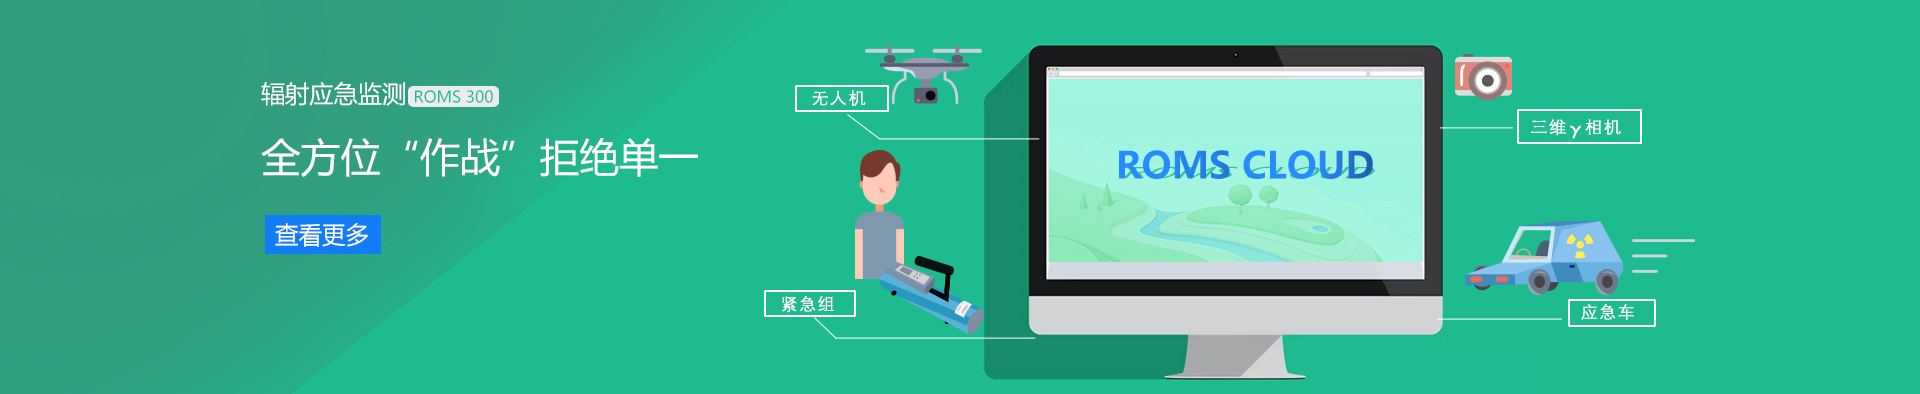 辐射应急监测 ROMS 300
全方位“作战”拒绝单一
查看更多
无人机
紧急组
ROMS CLOUD
三维γ相机
应急车